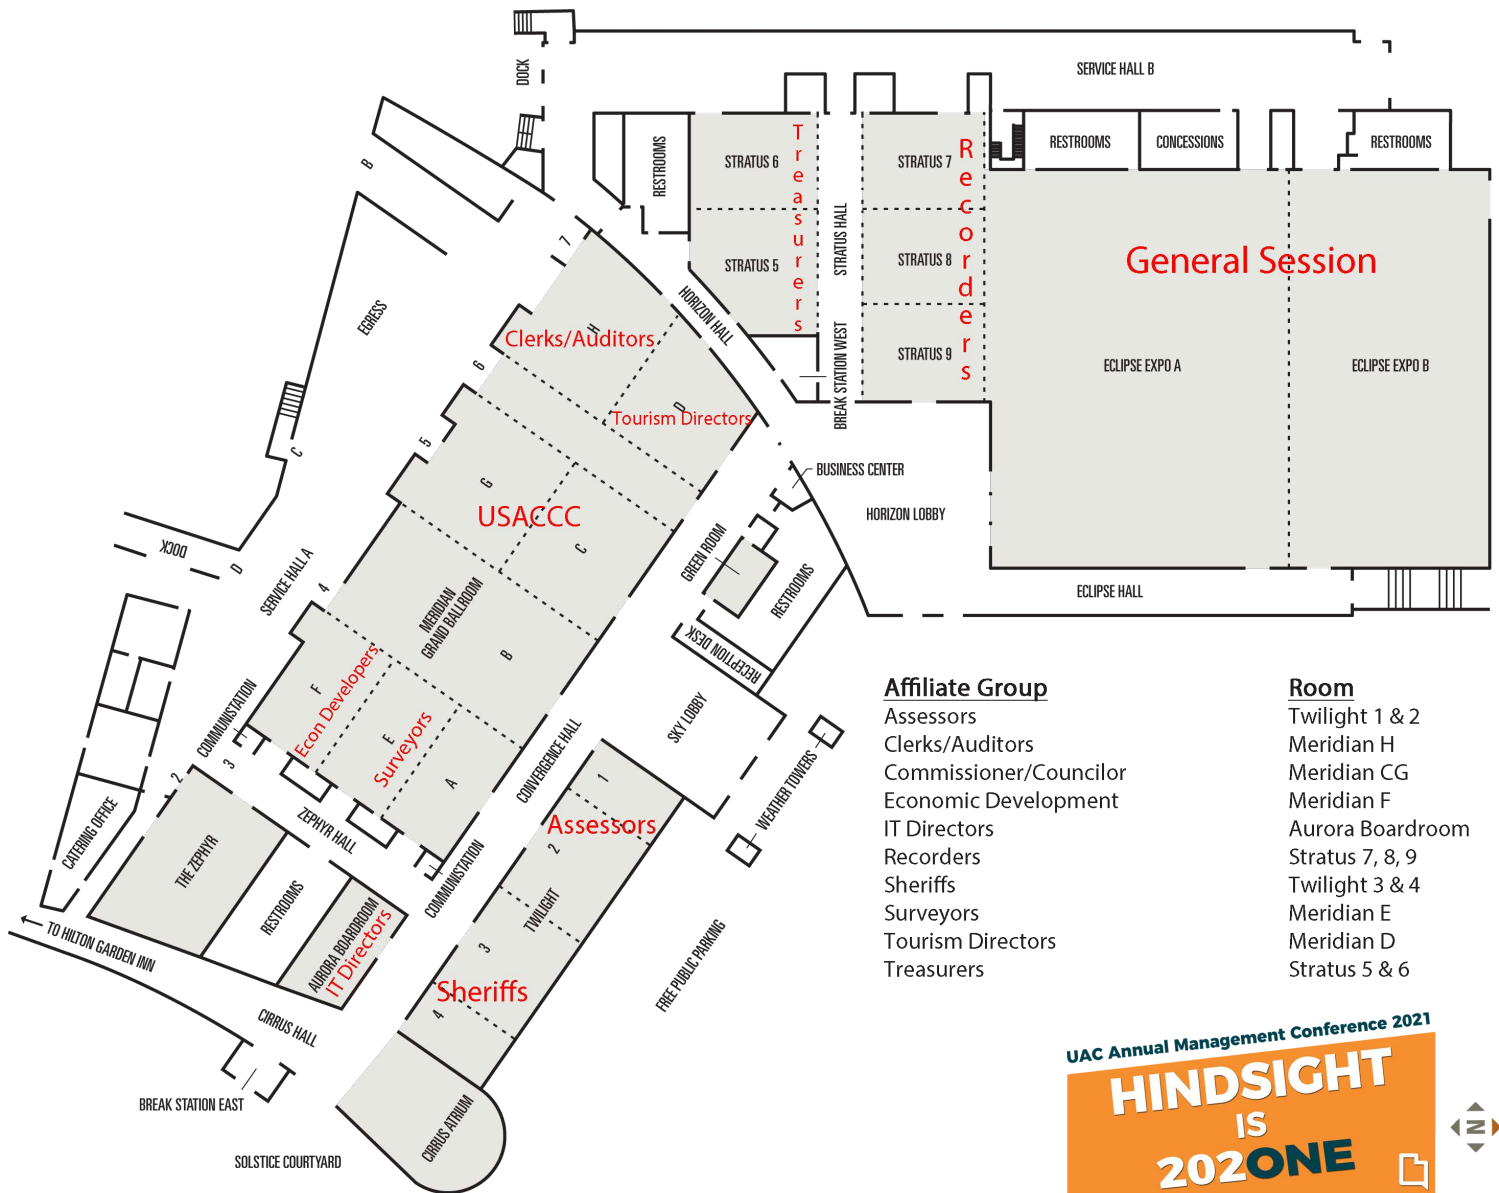 DOCK
SERVICE HALL B
B
RESTROOMS
STRATUS 6
Treasurers
STRATUS 5
STRATUS HALL
STRATUS 7
Recorders
STRATUS 8
STRATUS 9
BREAK STATION WEST
RESTROOMS
CONCESSIONS
RESTROOMS
General Session
ECLIPSE EXPO A
ECLIPSE EXPO B
7
EGRESS
HORIZON HALL
H
Clerks/Auditors
6
D
Tourism Directors
5
C
G
USACCC
C
BUSINESS CENTER
HORIZON LOBBY
GREEN ROOM
RESTROOMS
ECLIPSE HALL
DOCK
D
SERVICE HALL A
4
MERIDIAN
GRAND BALLROOM
B
RECEPTION DESK
F
Econ Developers
E
Surveyors
A
SKY LOBBY
CONVERGENCE HALL
COMMUNISTATION
3
2
WEATHER TOWERS
CATERING OFFICE
ZEPHYR HALL
THE ZEPHYR
RESTROOMS
AURORA BOARDROOM
IT Directors
COMMUNISTATION
1
Assessors
2
TWILIGHT
3
Sheriffs
4
FREE PUBLIC PARKING
TO HILTON GARDEN INN
CIRRUS HALL
BREAK STATION EAST
CIRRUS ATRIUM
SOLSTICE COURTYARD
Affiliate Group Room
Assessors Twilight 1 & 2
Clerks/Auditors Meridian H
Commissioner/Councilor Meridian CG
Economic Development Meridian F
IT Directors Aurora Boardroom
Recorders Stratus 7, 8, 9
Sheriffs Twilight 3 & 4
Surveyors Meridian E
Tourism Directors Meridian D
Treasurers Stratus 5 & 6
UAC Annual Management Conference 2021
HINDSIGHT
IS
202ONE
N